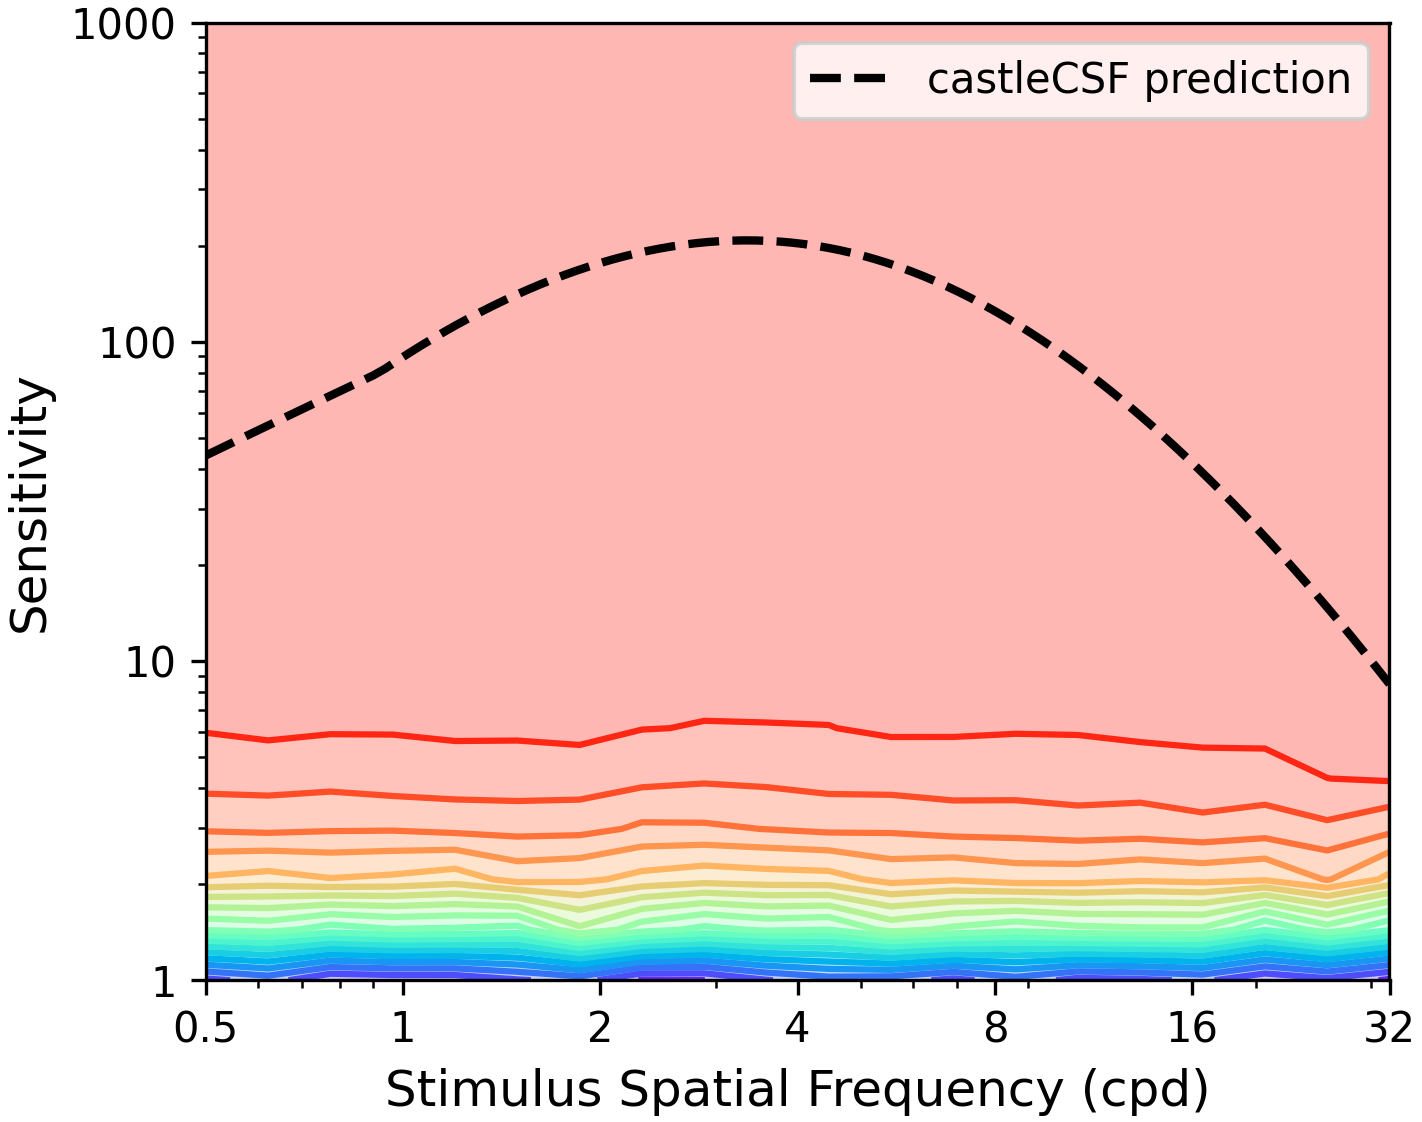 1000
castleCSF prediction
100
Sensitivity
10
1
0.5 1 2 4 8 16 32
Stimulus Spatial Frequency (cpd)